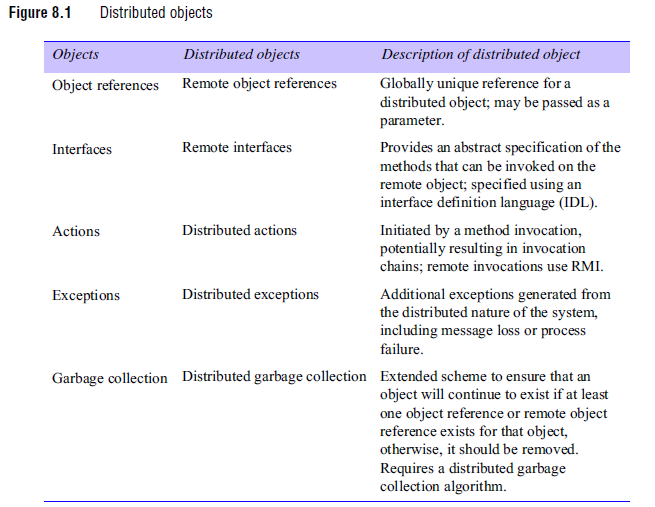 Figure 8.1 Distributed objects
Objects Distributed objects Description of distributed object
Object references Remote object references Globally unique reference for a
distributed object; may be passed as a
parameter.
Interfaces Remote interfaces Provides an abstract specification of the
methods that can be invoked on the
remote object; specified using an
interface definition language (IDL).
Actions Distributed actions Initiated by a method invocation,
potentially resulting in invocation
chains; remote invocations use RMI.
Exceptions Distributed exceptions Additional exceptions generated from
the distributed nature of the system,
including message loss or process
failure.
Garbage collection Distributed garbage collection Extended scheme to ensure that an
object will continue to exist if at least
one object reference or remote object
reference exists for that object,
otherwise, it should be removed.
Requires a distributed garbage
collection algorithm.